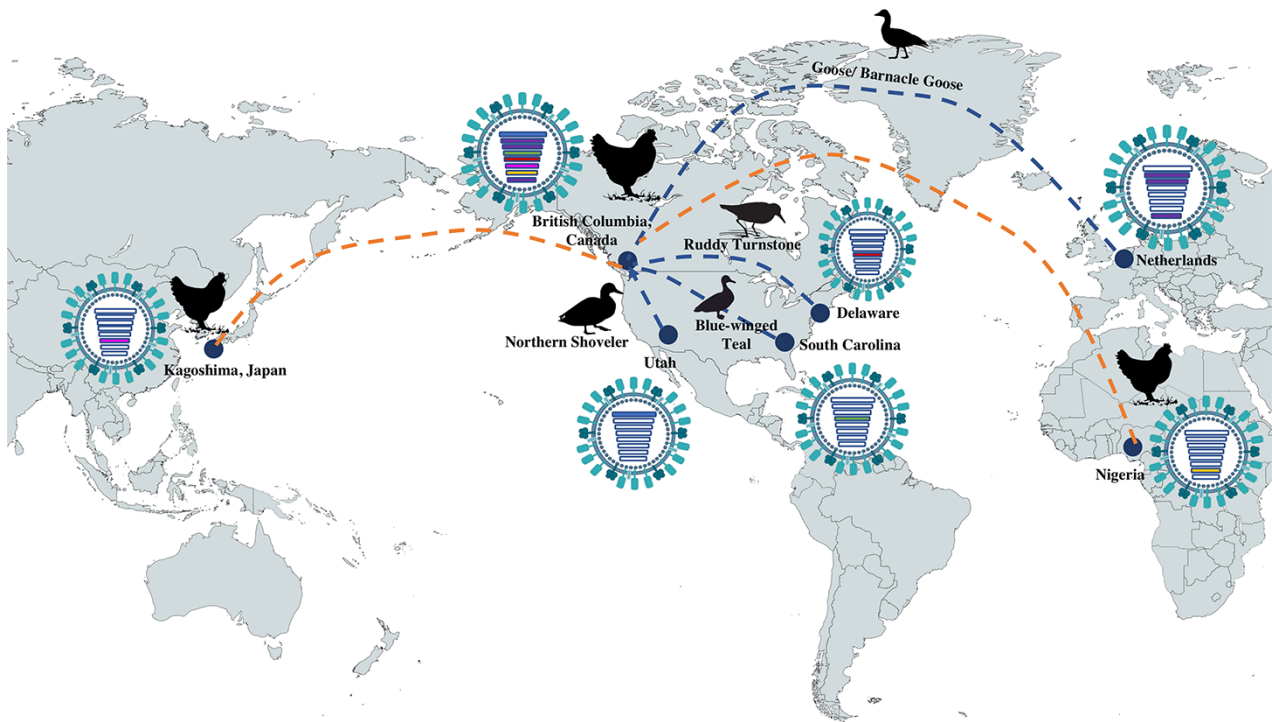 Goose/ Barnacle Goose
British Columbia,
Canada
Ruddy Turnstone
Netherlands
Northern Shoveler
Blue-winged
Teal
Delaware
South Carolina
Utah
Kagoshima, Japan
Nigeria